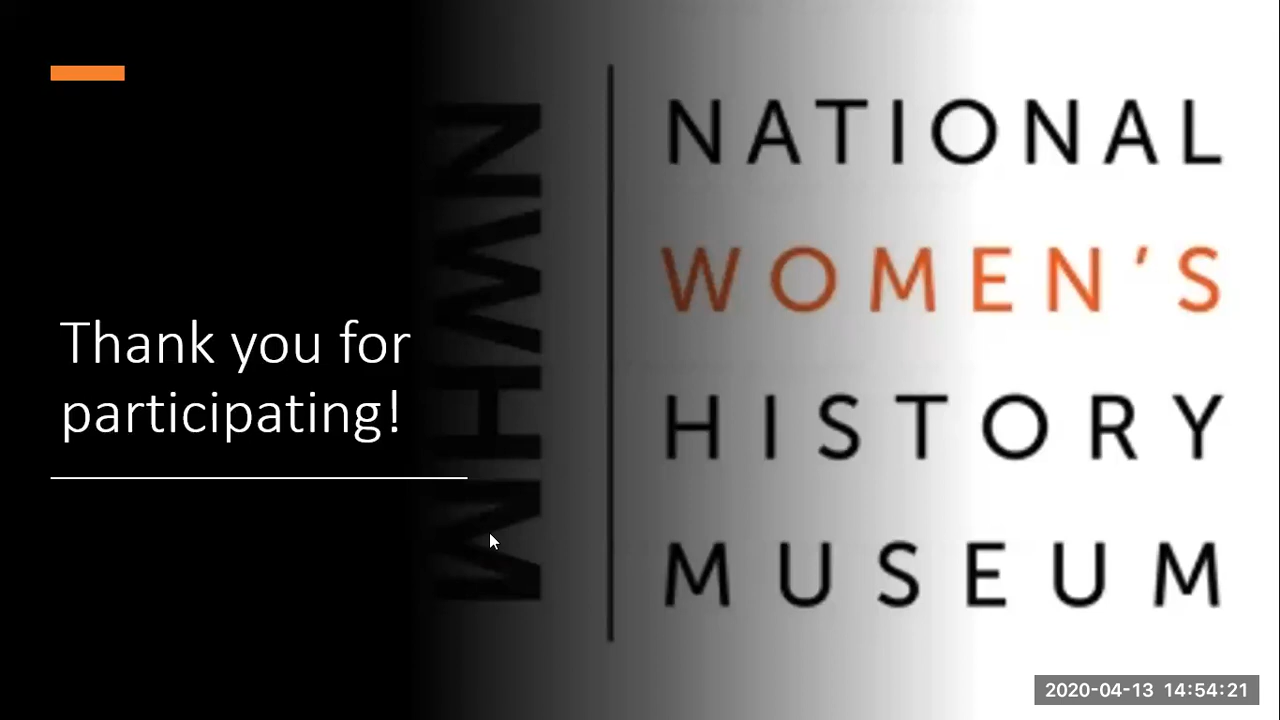 Thank you for
participating!
NWHM
NATIONAL
WOMEN'S
HISTORY
MUSEUM
2020-04-13 14:54:21